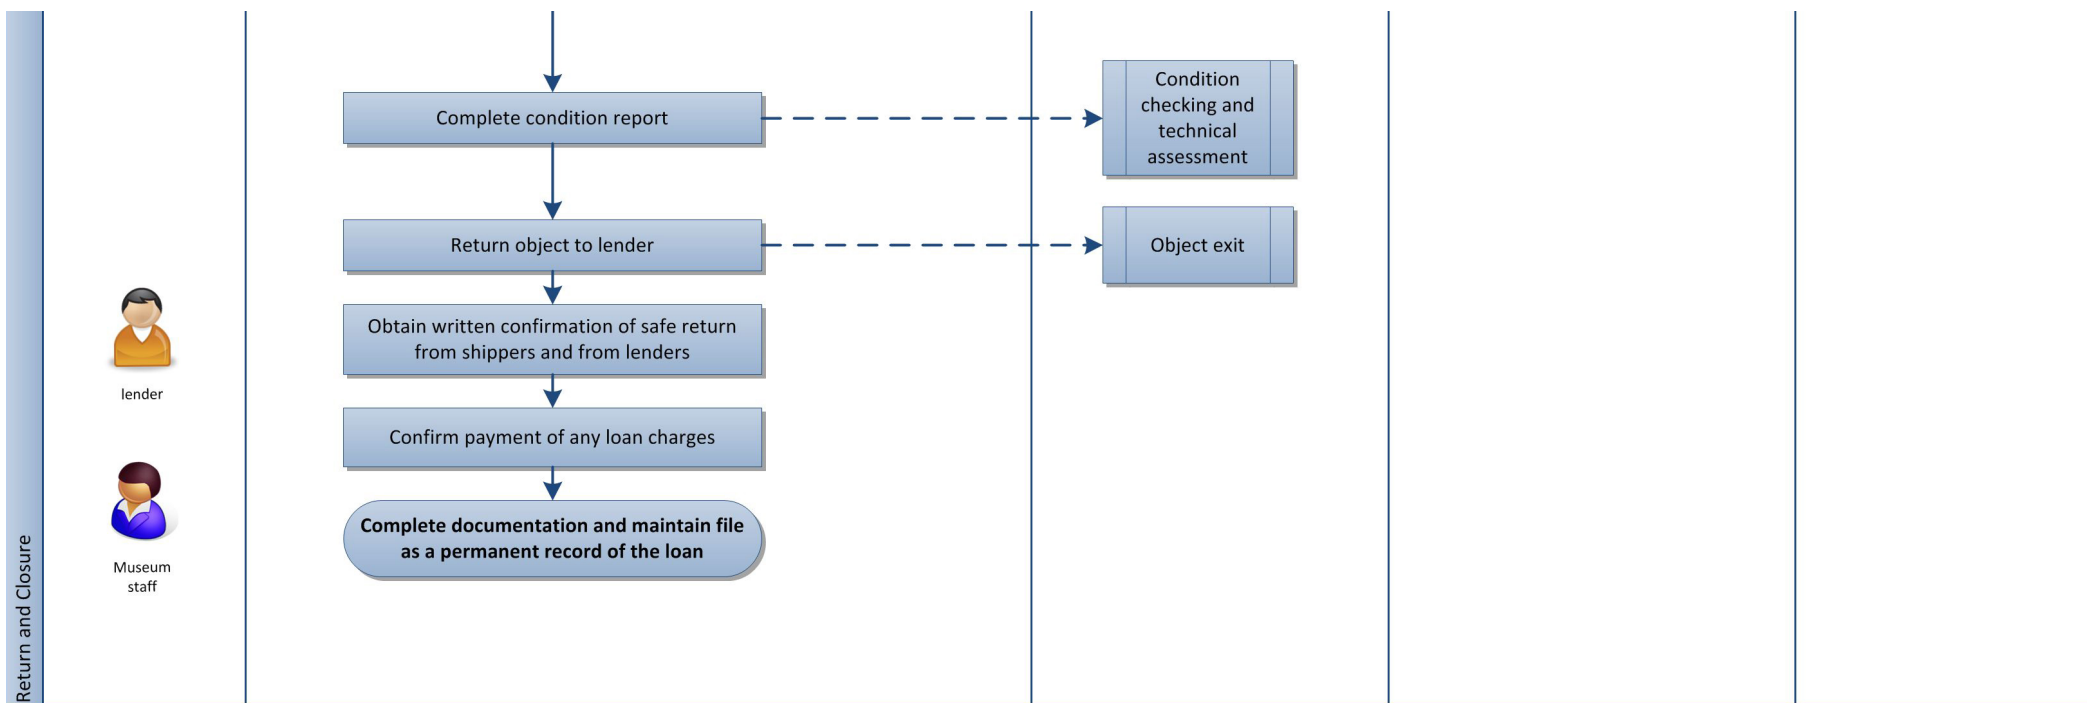 Complete condition report
Condition
checking and
technical
assessment
Return object to lender
Object exit
Obtain written confirmation of safe return
from shippers and from lenders
lender
Confirm payment of any loan charges
Complete documentation and maintain file
as a permanent record of the loan
Museum
staff
Return and Closure